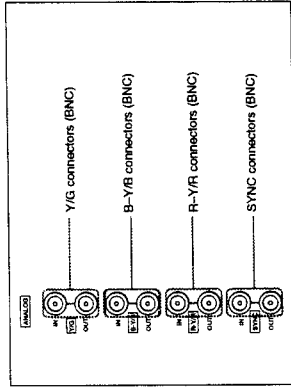 ANALOG
IN
Y/G
OUT
Y/G connectors (BNC)
IN
B-Y/B
OUT
B–Y/B connectors (BNC)
IN
R-Y/R
OUT
R–Y/R connectors (BNC)
IN
SYNC
OUT
SYNC connectors (BNC)